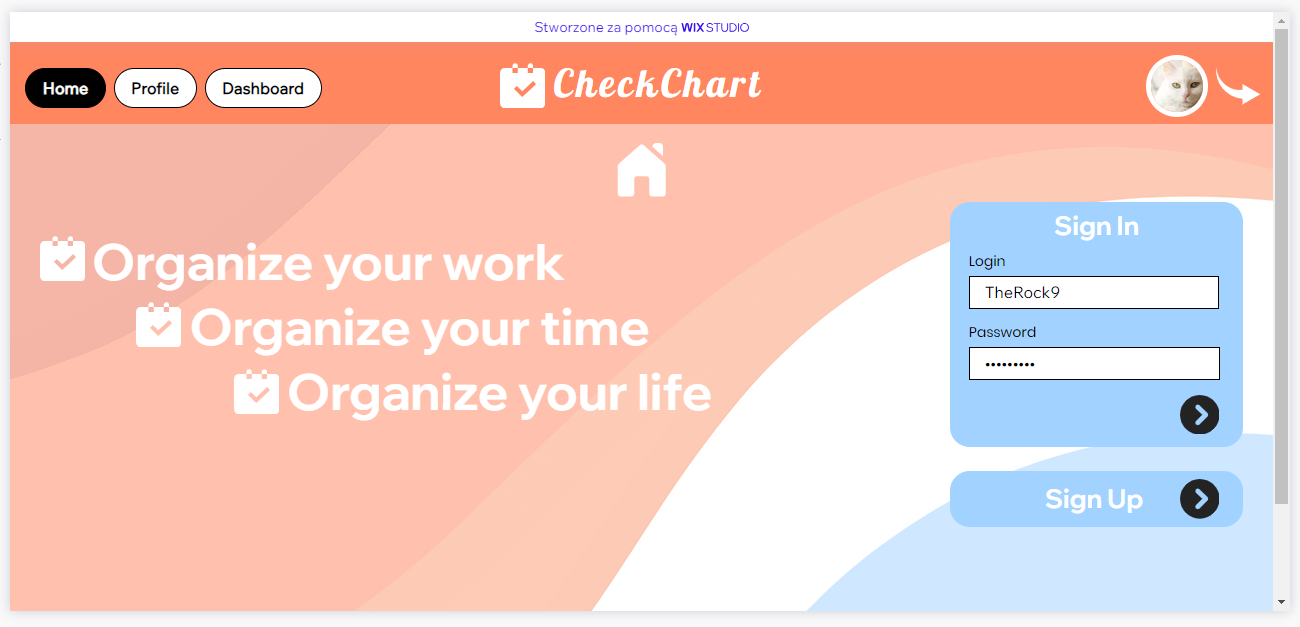 Stworzone za pomocą WIX STUDIO
Home Profile Dashboard CheckChart
Organize your work
Organize your time
Organize your life
Sign In
Login
TheRock9
Password
•••••••••
Sign Up